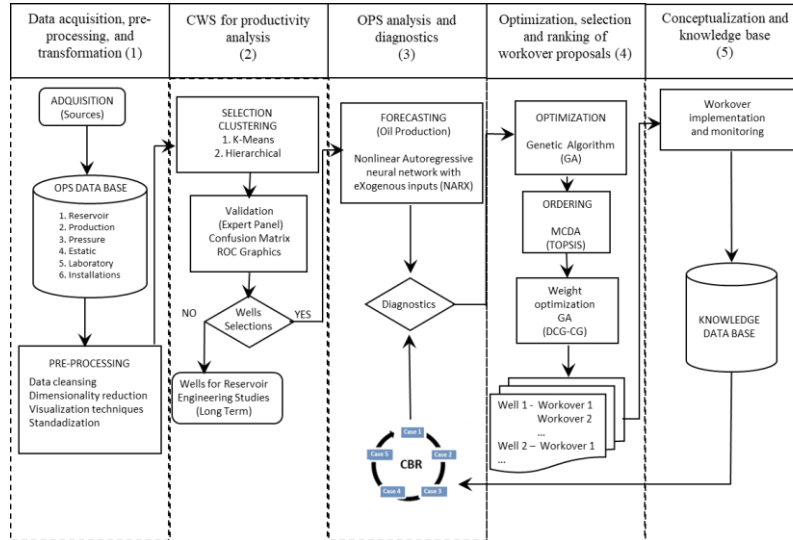 Data acquisition, pre-
processing, and
transformation (1)
CWS for productivity
analysis
(2)
OPS analysis and
diagnostics
(3)
Optimization, selection
and ranking of
workover proposals (4)
Conceptualization and
knowledge base
(5)
ADQUISITION
(Sources)
OPS DATA BASE
1. Reservoir
2. Production
3. Pressure
4. Estatic
5. Laboratory
6. Installations
PRE-PROCESSING
Data cleansing
Dimensionality reduction
Visualization techniques
Standadization
SELECTION
CLUSTERING
1. K-Means
2. Hierarchical
Validation
(Expert Panel)
Confusion Matrix
ROC Graphics
NO
YES
Wells
Selections
Wells for Reservoir
Engineering Studies
(Long Term)
FORECASTING
(Oil Production)
Nonlinear Autoregressive
neural network with
eXogenous inputs (NARX)
Diagnostics
Case 1
Case 2
Case 3
Case 4
Case 5
CBR
OPTIMIZATION
Genetic Algorithm
(GA)
ORDERING
MCDA
(TOPSIS)
Weight
optimization
GA
(DCG-CG)
Well 1 - Workover 1
Workover 2
...
Well 2 – Workover 1
...
Workover
implementation
and monitoring
KNOWLEDGE
DATA BASE